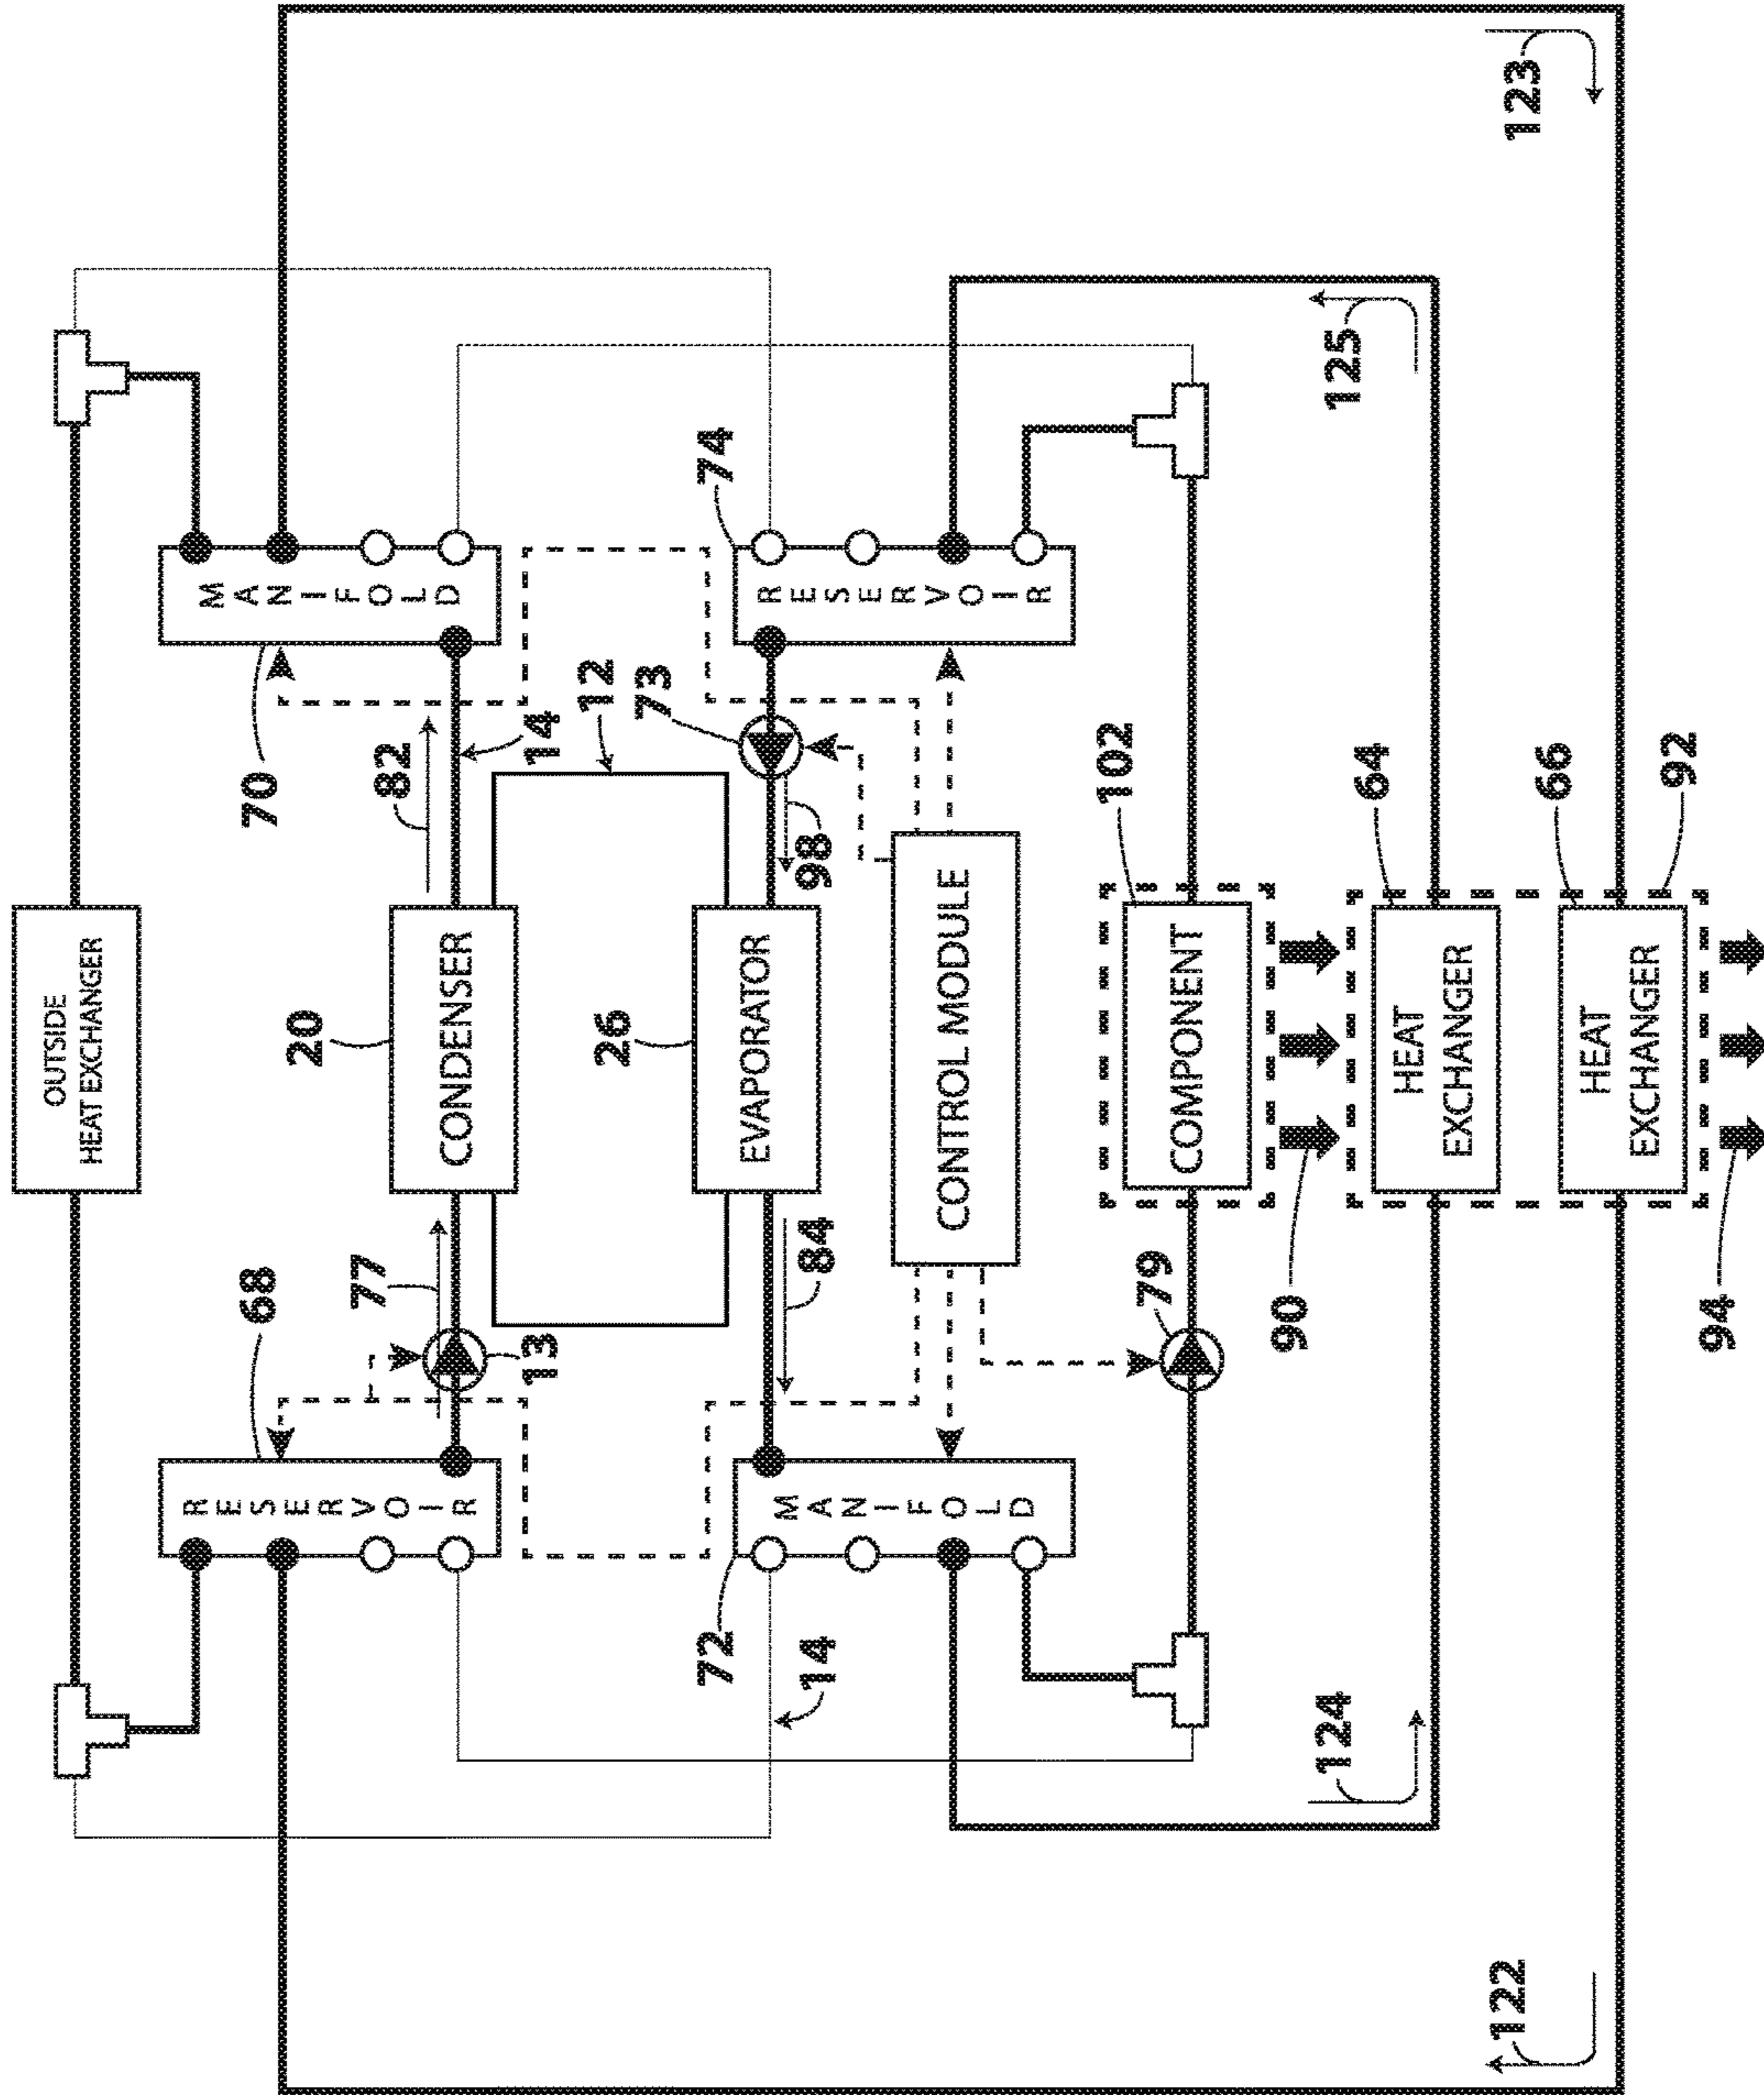 OUTSIDE
HEAT EXCHANGER
68
20
70
77
82
RESERVOIR
CONDENSER
MANIFOLD
13
14
12
72
26
73
74
MANIFOLD
EVAPORATOR
RESERVOIR
14
84
98
CONTROL MODULE
79
102
COMPONENT
124
90
64
125
HEAT
EXCHANGER
122
66
123
HEAT
EXCHANGER
92
94